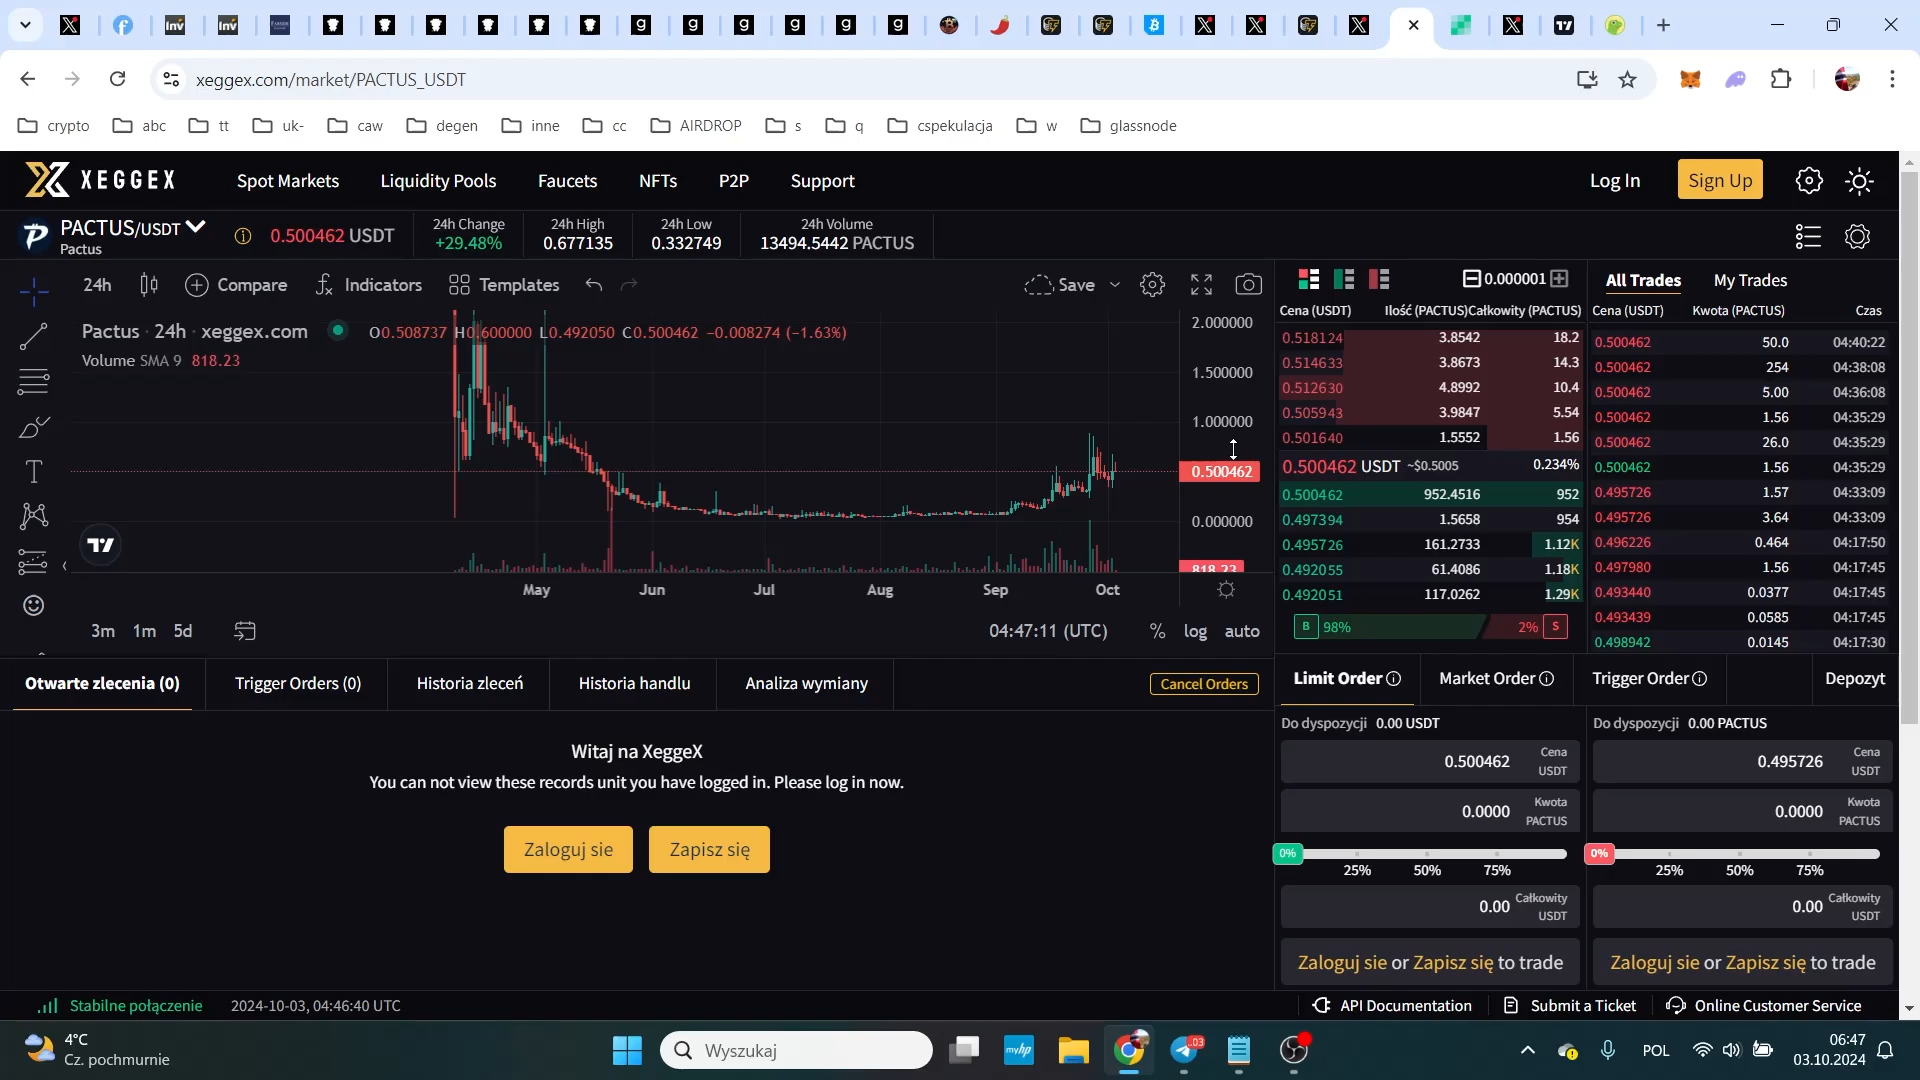 xeggex.com/market/PACTUS_USDT
crypto abc tt uk- caw degen inne cc AIRDROP s q cspekulacja w glassnode
XEGGEX Spot Markets Liquidity Pools Faucets NFTs P2P Support Log In Sign Up
PACTUS/USDT
Pactus
0.500462 USDT
24h Change
+29.48%
24h High
0.677135
24h Low
0.332749
24h Volume
13494.5442 PACTUS
24h Compare Indicators Templates Save
Pactus · 24h · xeggex.com O0.508737 H0.600000 L0.492050 C0.500462 −0.008274 (−1.63%)
Volume SMA 9 818.23
2.000000
1.500000
1.000000
0.500462
0.000000
818.23
May Jun Jul Aug Sep Oct
3m 1m 5d 04:47:11 (UTC) % log auto
0.000001
Cena (USDT) Ilość (PACTUS) Całkowity (PACTUS)
0.518124 3.8542 18.2
0.514633 3.8673 14.3
0.512630 4.8992 10.4
0.505943 3.9847 5.54
0.501640 1.5552 1.56
0.500462 USDT ~$0.5005 0.234%
0.500462 952.4516 952
0.497394 1.5658 954
0.495726 161.2733 1.12K
0.492055 61.4086 1.18K
0.492051 117.0262 1.29K
B 98% 2% S
All Trades My Trades
Cena (USDT) Kwota (PACTUS) Czas
0.500462 50.0 04:40:22
0.500462 254 04:38:08
0.500462 5.00 04:36:08
0.500462 1.56 04:35:29
0.500462 26.0 04:35:29
0.500462 1.56 04:35:29
0.495726 1.57 04:33:09
0.495726 3.64 04:33:09
0.496226 0.464 04:17:50
0.497980 1.56 04:17:45
0.493440 0.0377 04:17:45
0.493439 0.0585 04:17:45
0.498942 0.0145 04:17:30
Otwarte zlecenia (0) Trigger Orders (0) Historia zleceń Historia handlu Analiza wymiany Cancel Orders
Witaj na XeggeX
You can not view these records unit you have logged in. Please log in now.
Zaloguj sie Zapisz się
Limit Order Market Order Trigger Order Depozyt
Do dyspozycji 0.00 USDT
0.500462 Cena USDT
0.0000 Kwota PACTUS
0%
25% 50% 75%
0.00 Całkowity USDT
Zaloguj sie or Zapisz się to trade
Do dyspozycji 0.00 PACTUS
0.495726 Cena USDT
0.0000 Kwota PACTUS
0%
25% 50% 75%
0.00 Całkowity USDT
Zaloguj sie or Zapisz się to trade
Stabilne połączenie 2024-10-03, 04:46:40 UTC API Documentation Submit a Ticket Online Customer Service
4°C
Cz. pochmurnie
Wyszukaj
myhp
.03
POL
06:47
03.10.2024